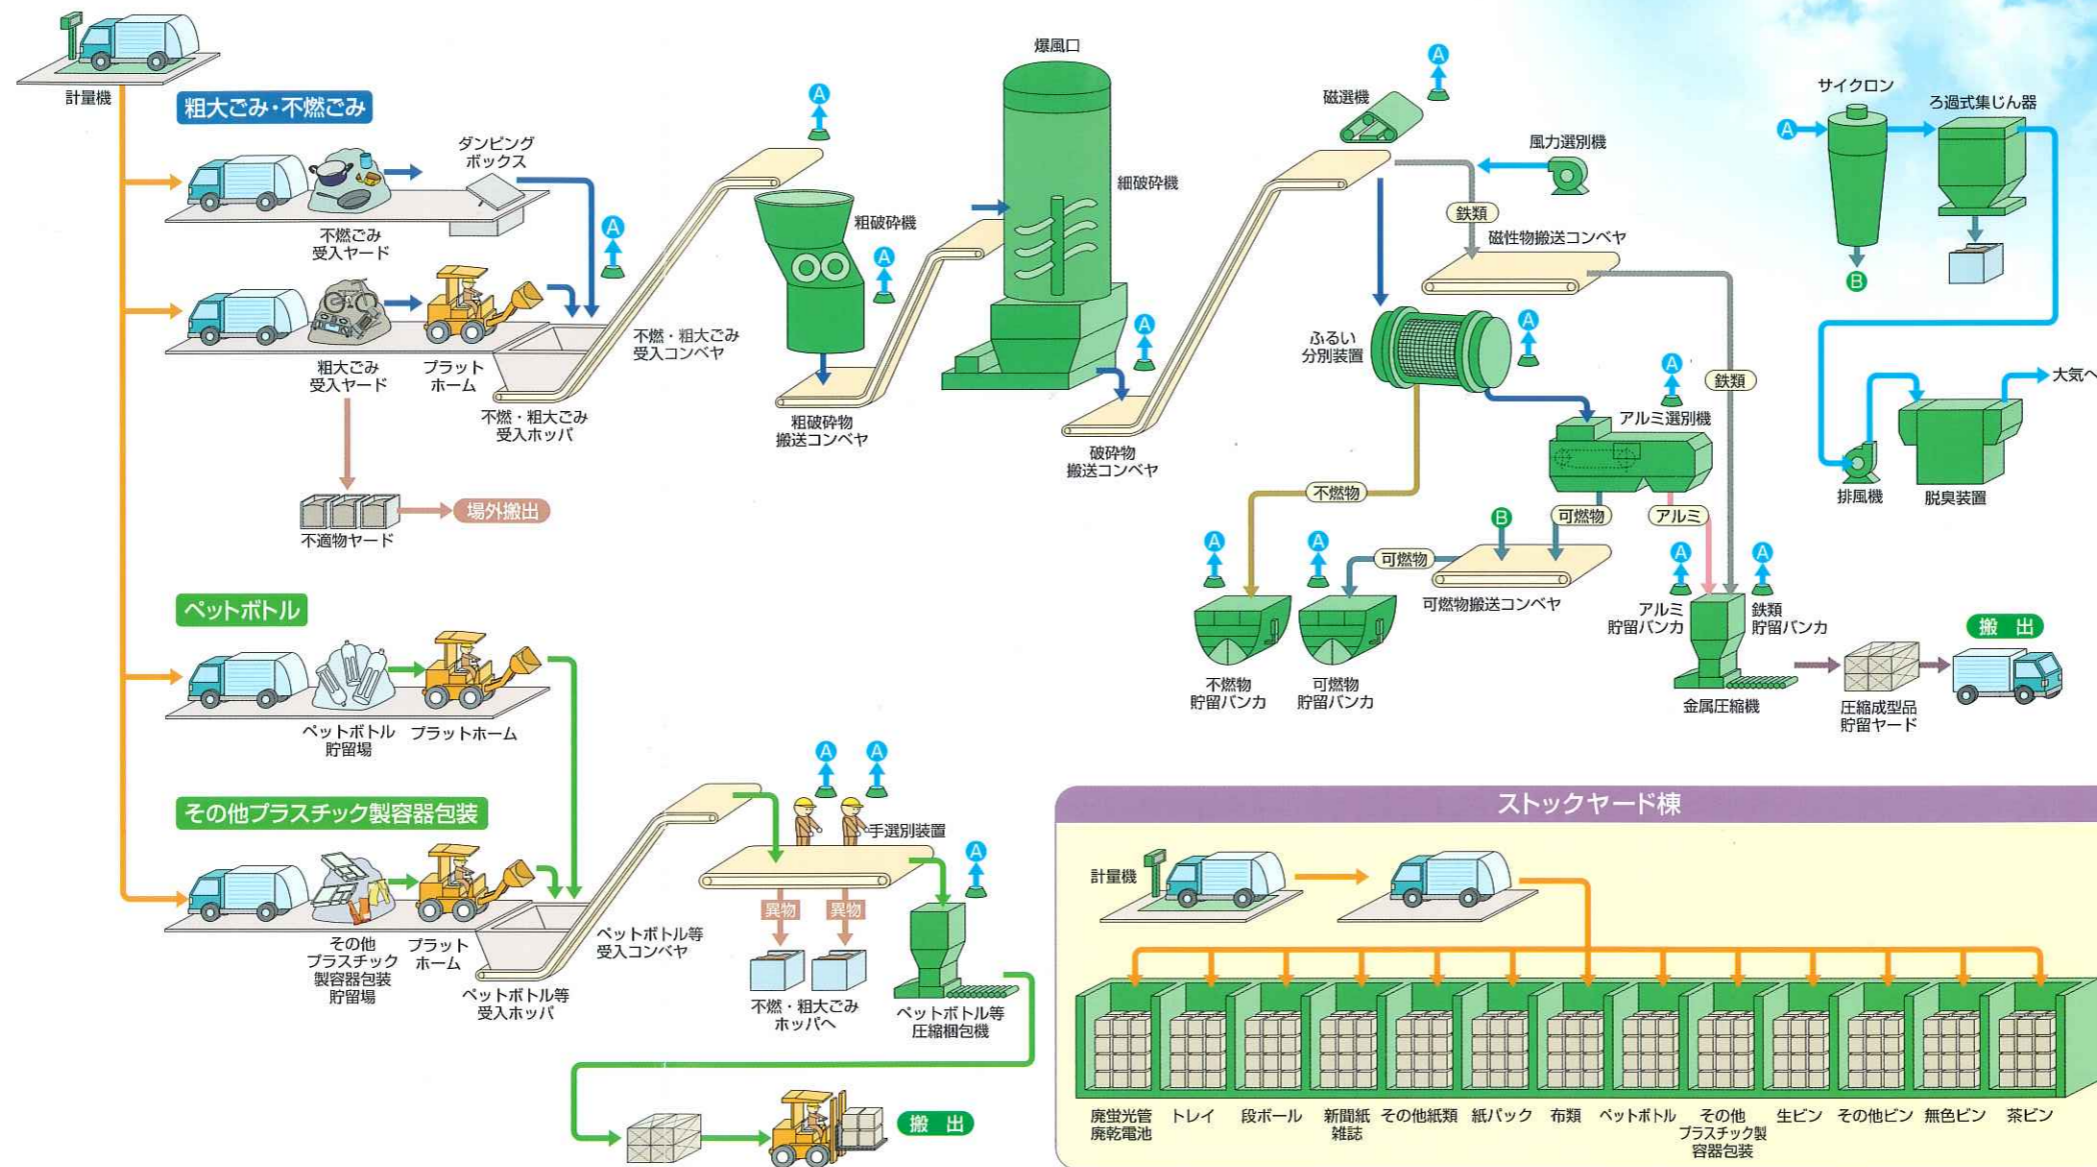 計量機
粗大ごみ・不燃ごみ
ダンピング
ボックス
不燃ごみ
受入ヤード
A
粗大ごみ
受入ヤード
プラット
ホーム
不燃・粗大ごみ
受入ホッパ
不燃・粗大ごみ
受入コンベヤ
不適物ヤード
場外搬出
A
粗破砕機
A
粗破砕物
搬送コンベヤ
爆風口
細破砕機
A
破砕物
搬送コンベヤ
磁選機
A
風力選別機
鉄類
磁性物搬送コンベヤ
ふるい
分別装置
A
鉄類
A
アルミ選別機
不燃物
可燃物
アルミ
B
可燃物
可燃物搬送コンベヤ
A
A
不燃物
貯留バンカ
可燃物
貯留バンカ
A
A
アルミ
貯留バンカ
鉄類
貯留バンカ
金属圧縮機
圧縮成型品
貯留ヤード
搬 出
サイクロン
ろ過式集じん器
A
B
排風機
脱臭装置
大気へ
ペットボトル
ペットボトル
貯留場
プラットホーム
その他プラスチック製容器包装
その他
プラスチック
製容器包装
貯留場
プラット
ホーム
ペットボトル等
受入ホッパ
ペットボトル等
受入コンベヤ
A
A
手選別装置
異物
異物
不燃・粗大ごみ
ホッパへ
A
ペットボトル等
圧縮梱包機
搬 出
ストックヤード棟
計量機
廃蛍光管
廃乾電池
トレイ
段ボール
新聞紙
雑誌
その他紙類
紙パック
布類
ペットボトル
その他
プラスチック製
容器包装
生ビン
その他ビン
無色ビン
茶ビン